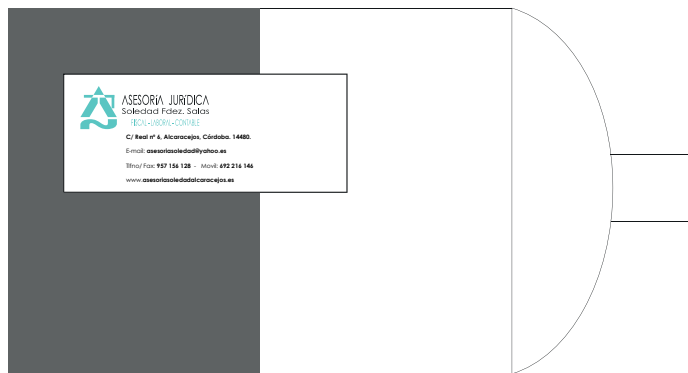 ASESORÍA JURÍDICA
Soledad Fdez. Salas
FISCAL-LABORAL-CONTABLE
C/ Real nº 6, Alcaracejos, Córdoba. 14480.
E-mail: asesoriasoledad@yahoo.es
Tlfno/ Fax: 957 156 128 - Movil: 692 216 146
www.asesoriasoledadalcaracejos.es